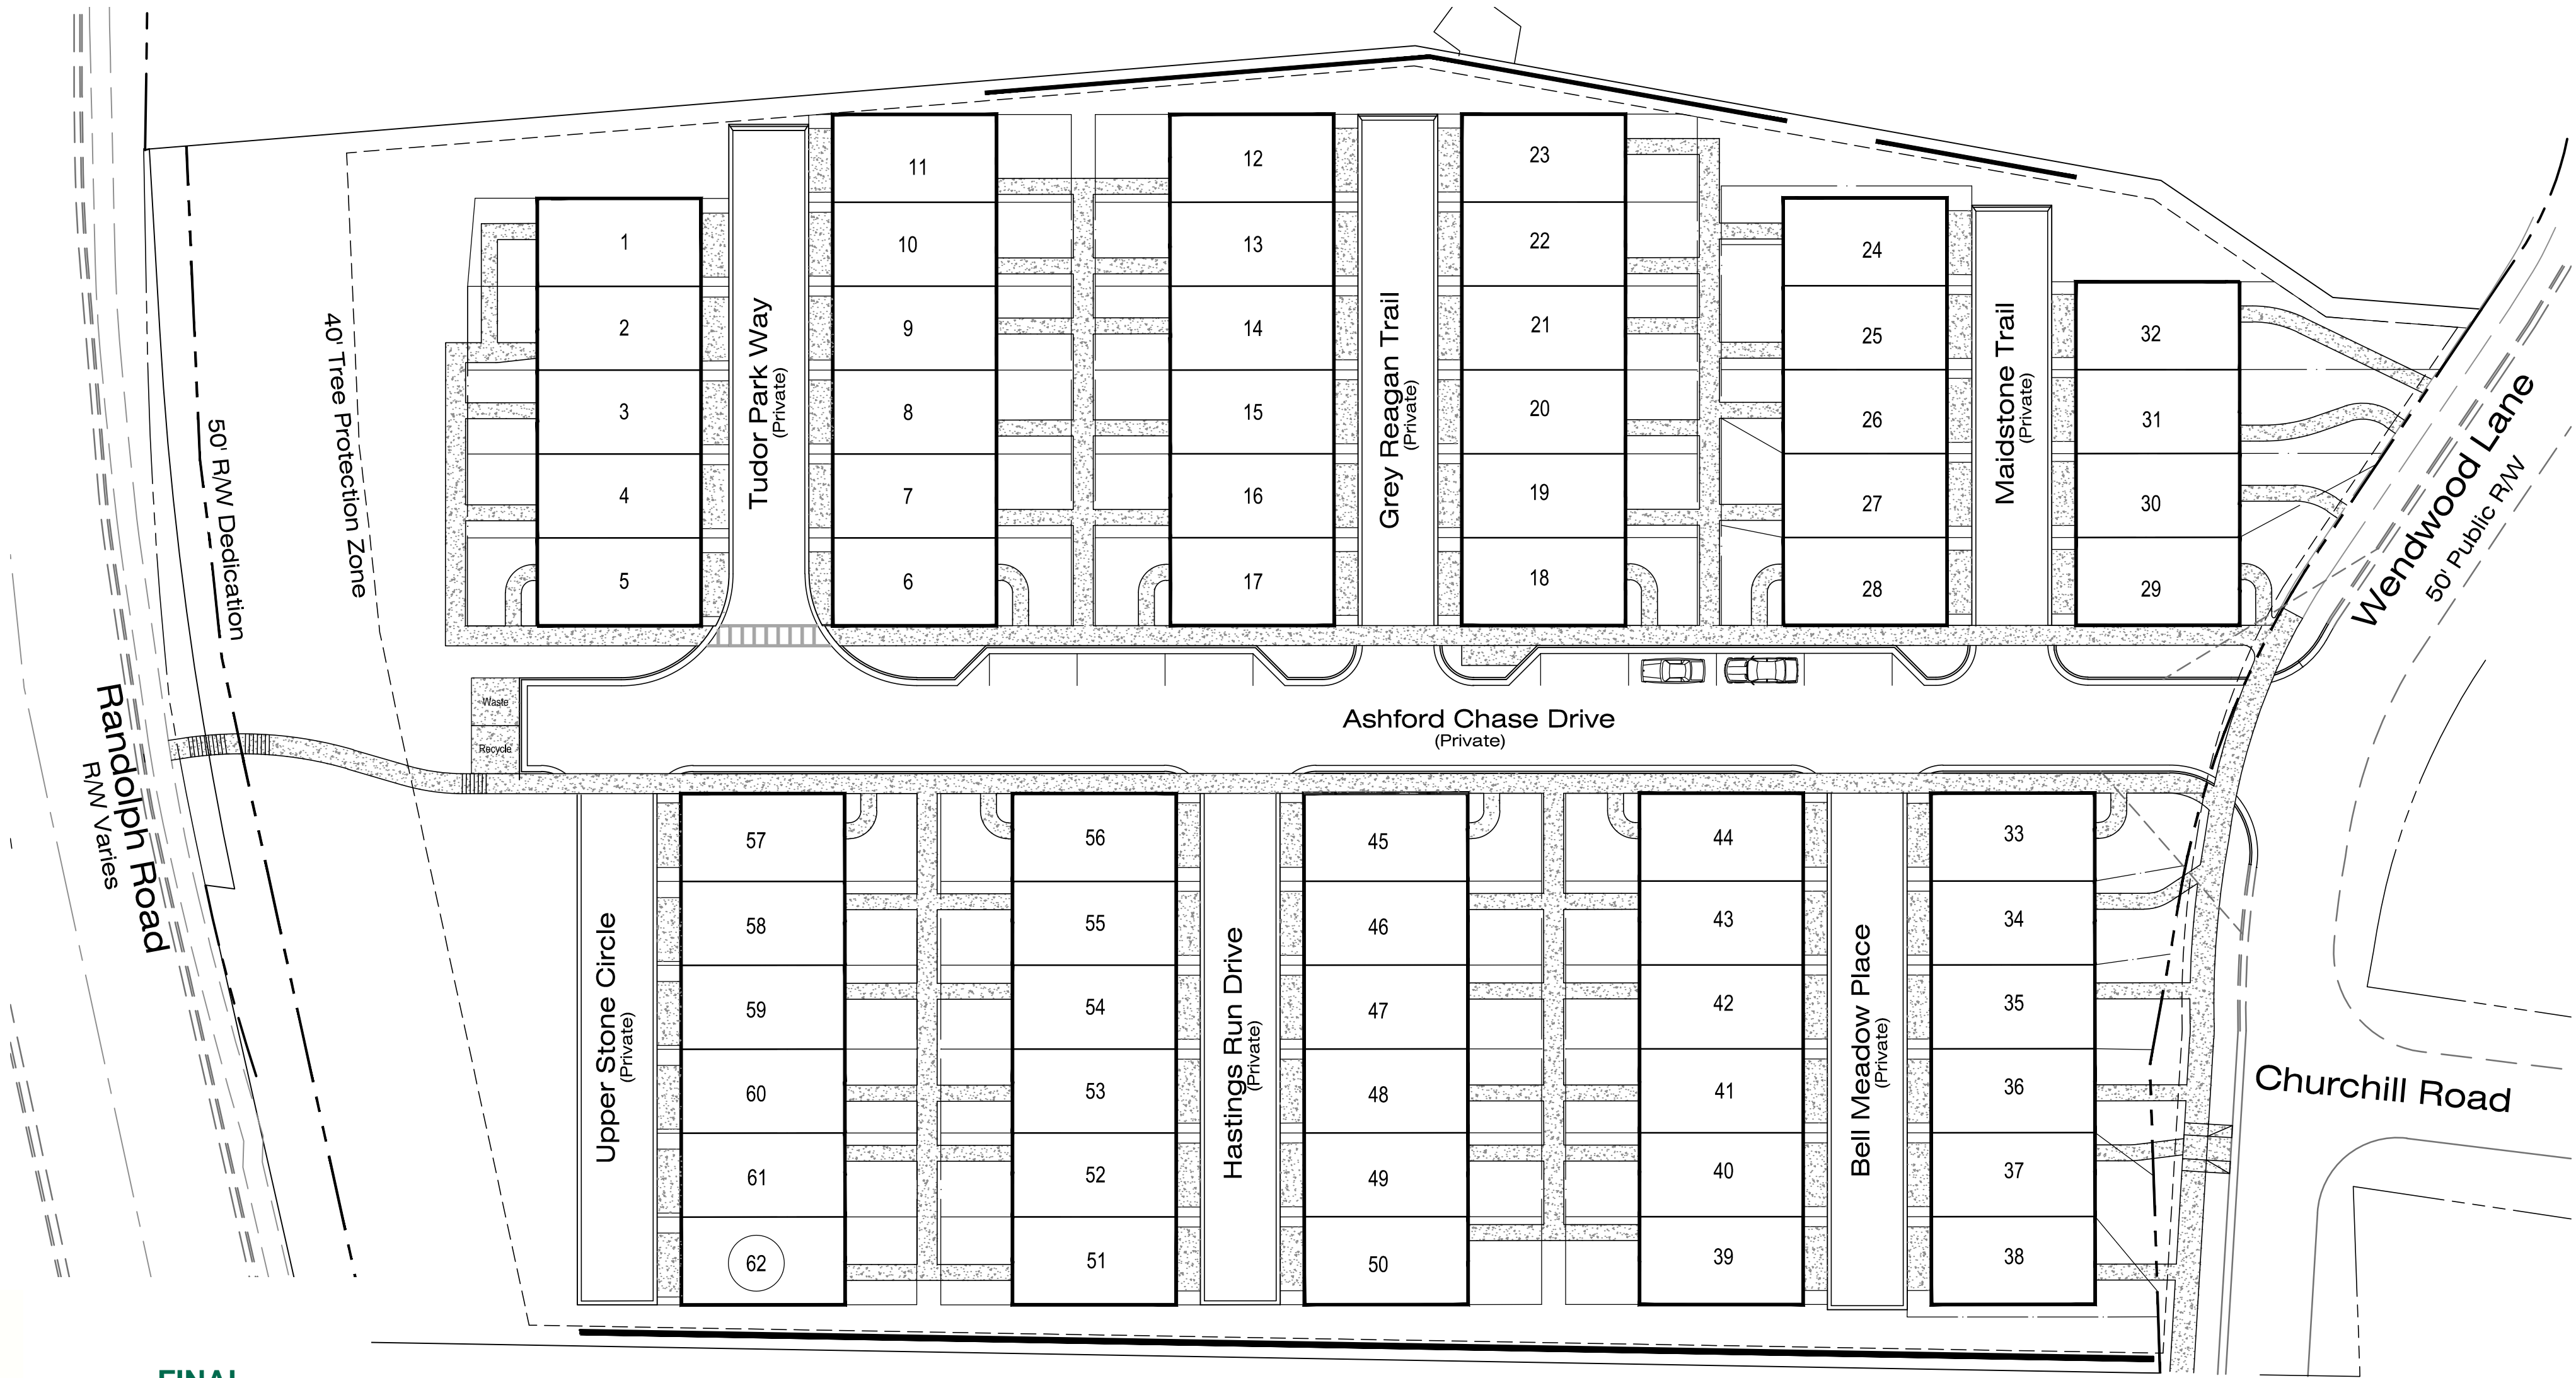 1
2
3
4
5
Tudor Park Way
(Private)
11
10
9
8
7
6
12
13
14
15
16
17
Grey Reagan Trail
(Private)
23
22
21
20
19
18
24
25
26
27
28
Maidstone Trail
(Private)
32
31
30
29
Wendwood Lane
50' Public R/W
40' Tree Protection Zone
50' R/W Dedication
Randolph Road
R/W Varies
Waste
Recycle
Ashford Chase Drive
(Private)
Upper Stone Circle
(Private)
57
58
59
60
61
62
56
55
54
53
52
51
Hastings Run Drive
(Private)
45
46
47
48
49
50
44
43
42
41
40
39
Bell Meadow Place
(Private)
33
34
35
36
37
38
Churchill Road
FINAL